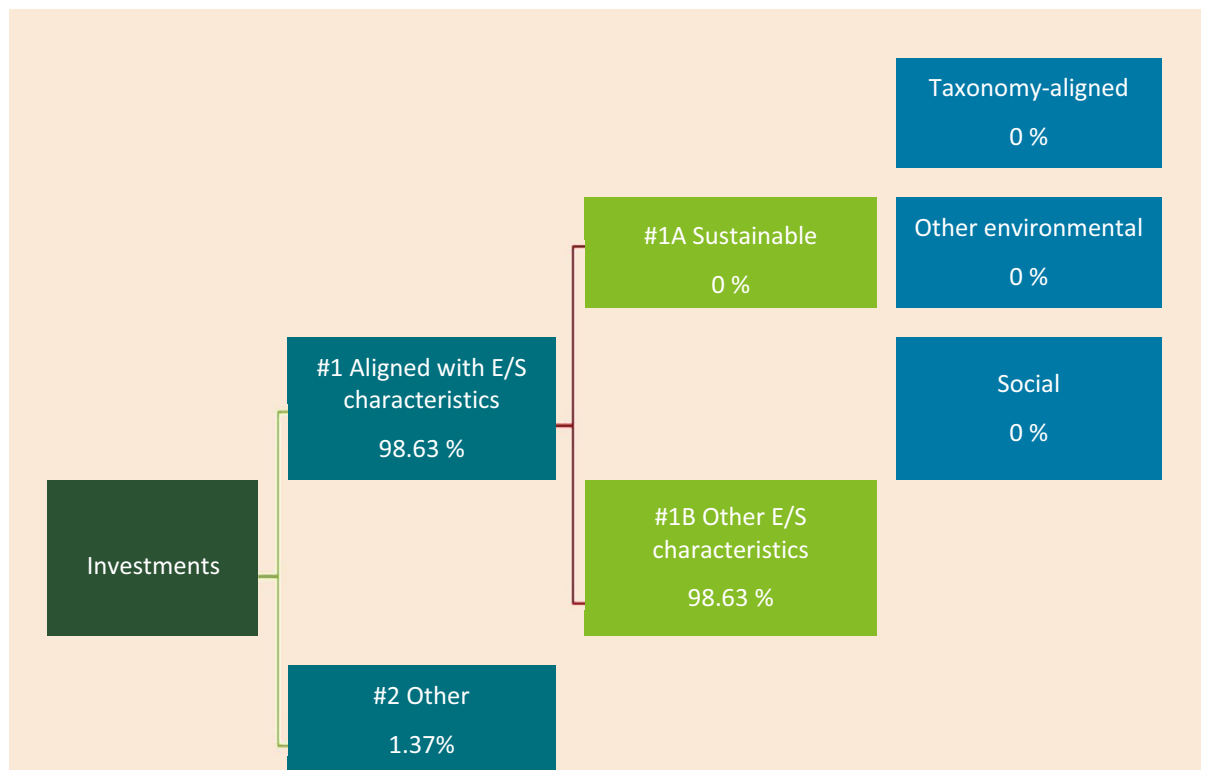 Taxonomy-aligned
0 %
#1A Sustainable
0 %
Other environmental
0 %
#1 Aligned with E/S
characteristics
98.63 %
Social
0 %
Investments
#1B Other E/S
characteristics
98.63 %
#2 Other
1.37%